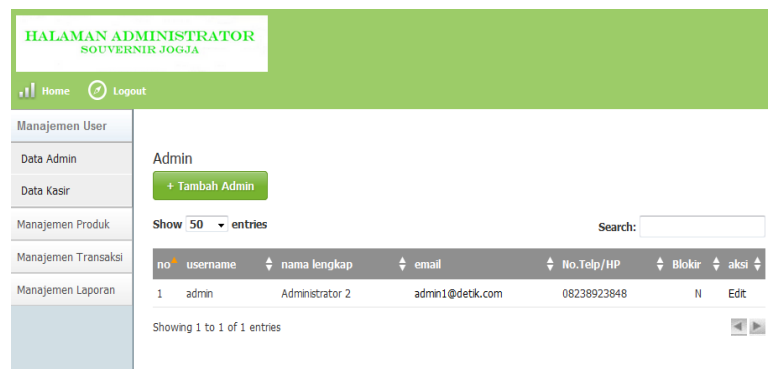 HALAMAN ADMINISTRATOR
SOUVERNIR JOGJA
Home Logout
Manajemen User
Data Admin
Data Kasir
Manajemen Produk
Manajemen Transaksi
Manajemen Laporan
Admin
+ Tambah Admin
Show 50 entries Search:
no username nama lengkap email No.Telp/HP Blokir aksi
1 admin Administrator 2 admin1@detik.com 08238923848 N Edit
Showing 1 to 1 of 1 entries